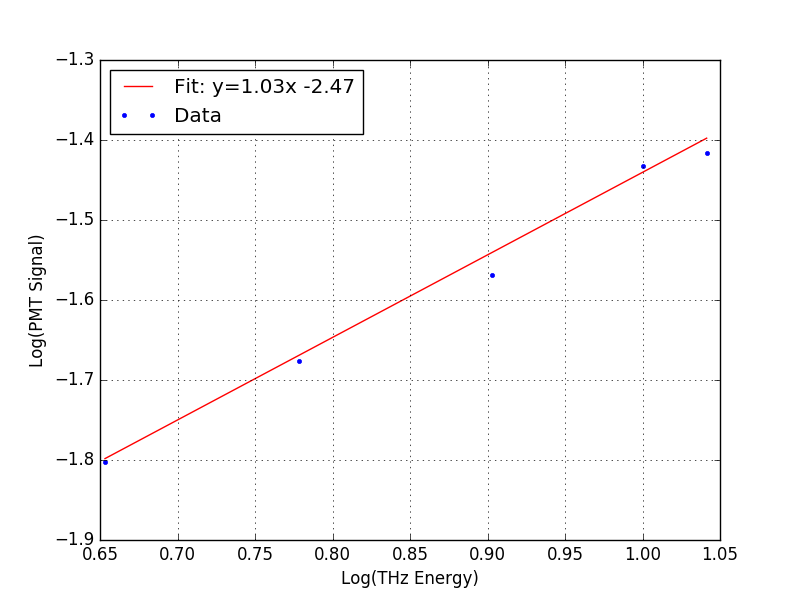 Fit: y=1.03x -2.47
Data
−1.3
−1.4
−1.5
−1.6
−1.7
−1.8
−1.9
Log(PMT Signal)
0.65 0.70 0.75 0.80 0.85 0.90 0.95 1.00 1.05
Log(THz Energy)